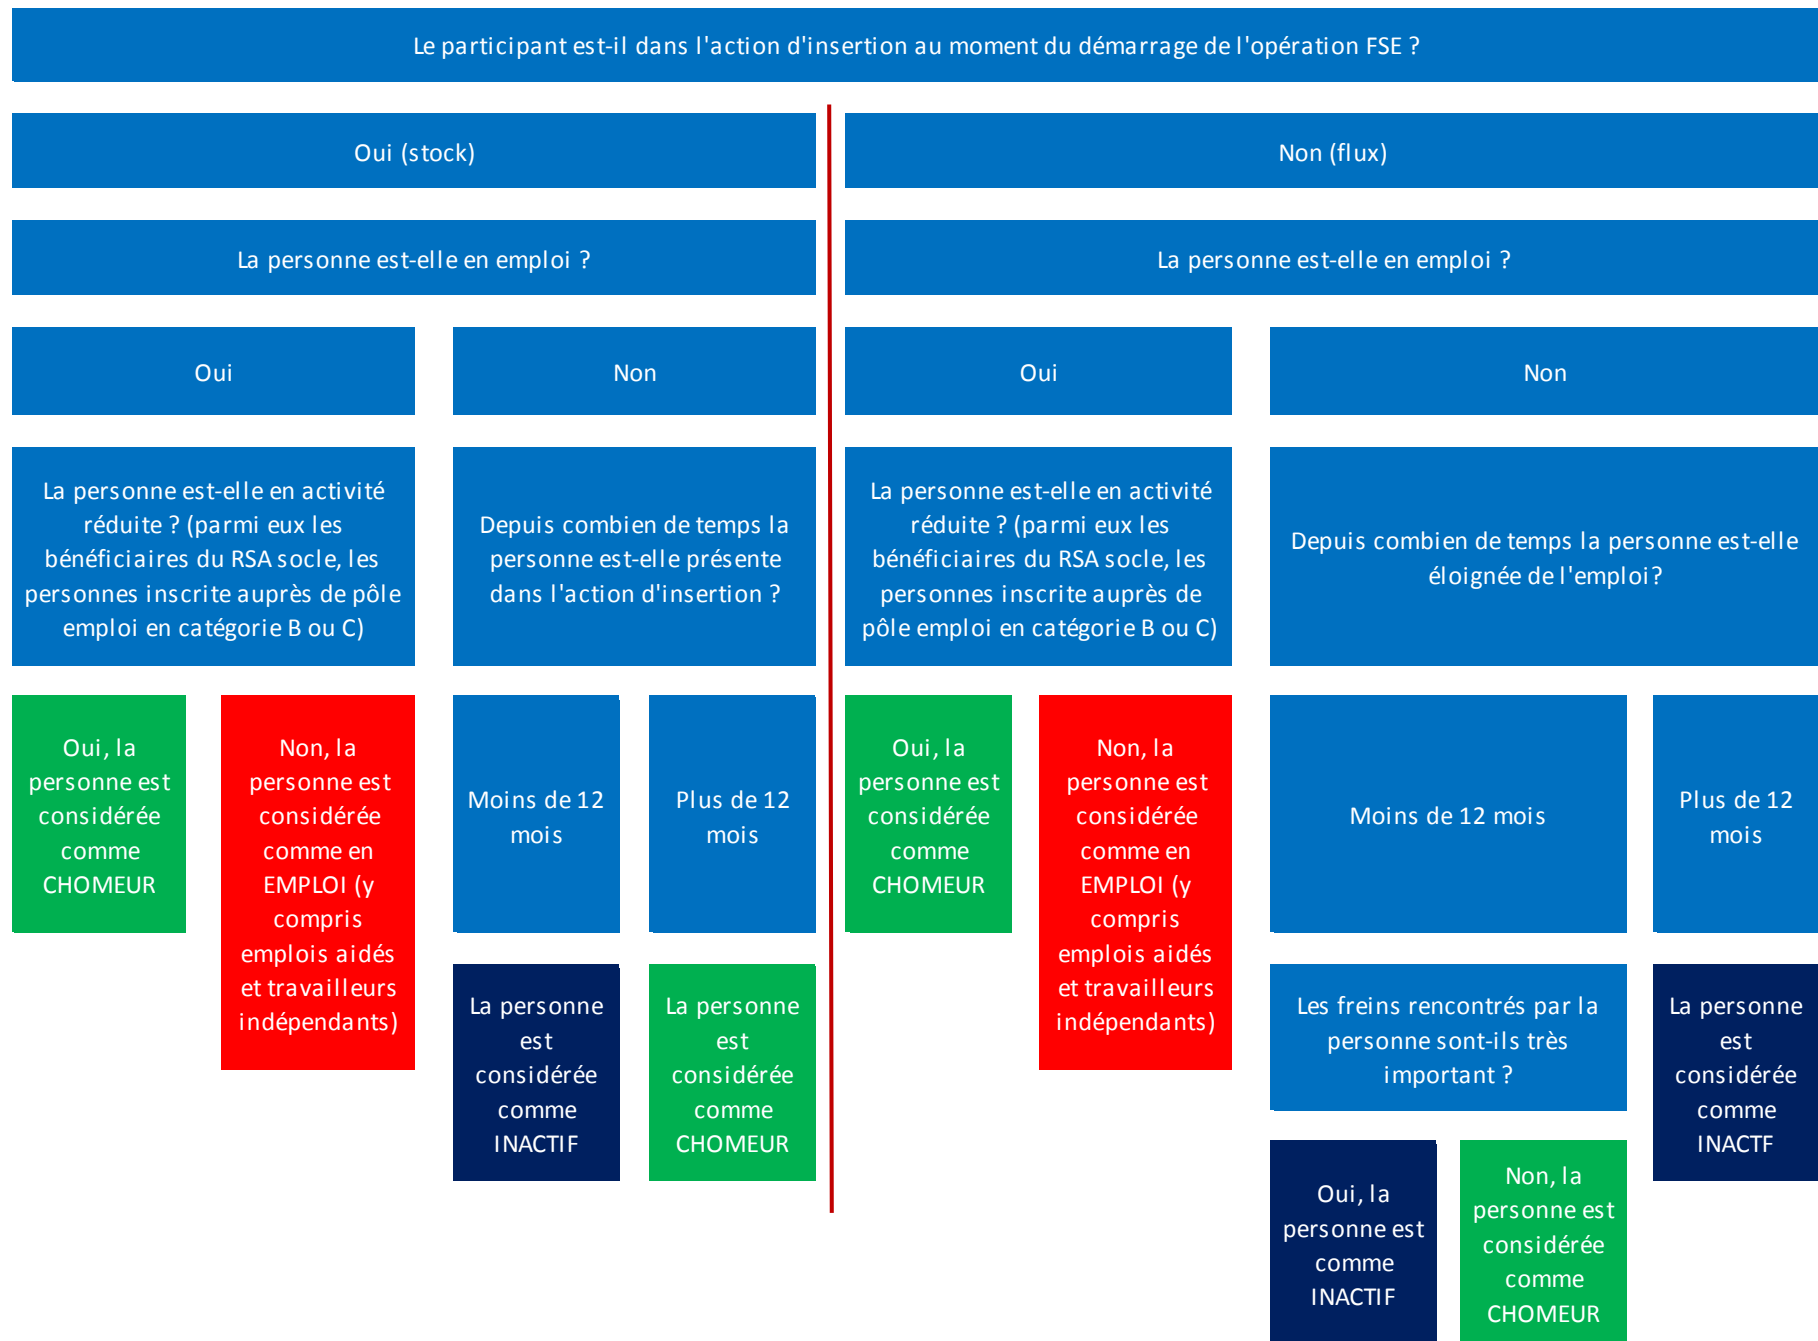 Le participant est-il dans l'action d'insertion au moment du démarrage de l'opération FSE ?
Oui (stock)
Non (flux)
La personne est-elle en emploi ?
La personne est-elle en emploi ?
Oui
Non
Oui
Non
La personne est-elle en activité
réduite ? (parmi eux les
bénéficiaires du RSA socle, les
personnes inscrite auprès de pôle
emploi en catégorie B ou C)
Depuis combien de temps la
personne est-elle présente
dans l'action d'insertion ?
La personne est-elle en activité
réduite ? (parmi eux les
bénéficiaires du RSA socle, les
personnes inscrite auprès de
pôle emploi en catégorie B ou C)
Depuis combien de temps la personne est-elle
éloignée de l'emploi?
Oui, la
personne est
considérée
comme
CHOMEUR
Non, la
personne est
considérée
comme en
EMPLOI (y
compris
emplois aidés
et travailleurs
indépendants)
Moins de 12
mois
Plus de 12
mois
Oui, la
personne est
considérée
comme
CHOMEUR
Non, la
personne est
considérée
comme en
EMPLOI (y
compris
emplois aidés
et travailleurs
indépendants)
Moins de 12 mois
Plus de 12
mois
La personne
est
considérée
comme
INACTIF
La personne
est
considérée
comme
CHOMEUR
Les freins rencontrés par la
personne sont-ils très
important ?
La personne
est
considérée
comme
INACTF
Oui, la
personne est
comme
INACTIF
Non, la
personne est
considérée
comme
CHOMEUR